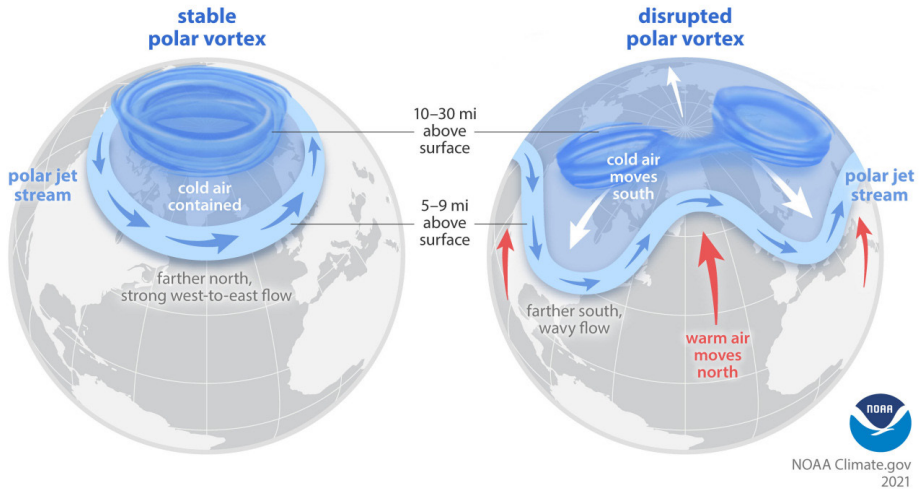 stable
polar vortex
disrupted
polar vortex
10–30 mi
above
surface
polar jet
stream
cold air
contained
5–9 mi
above
surface
farther north,
strong west-to-east flow
cold air
moves
south
polar jet
stream
farther south,
wavy flow
warm air
moves
north
NOAA
NOAA Climate.gov
2021